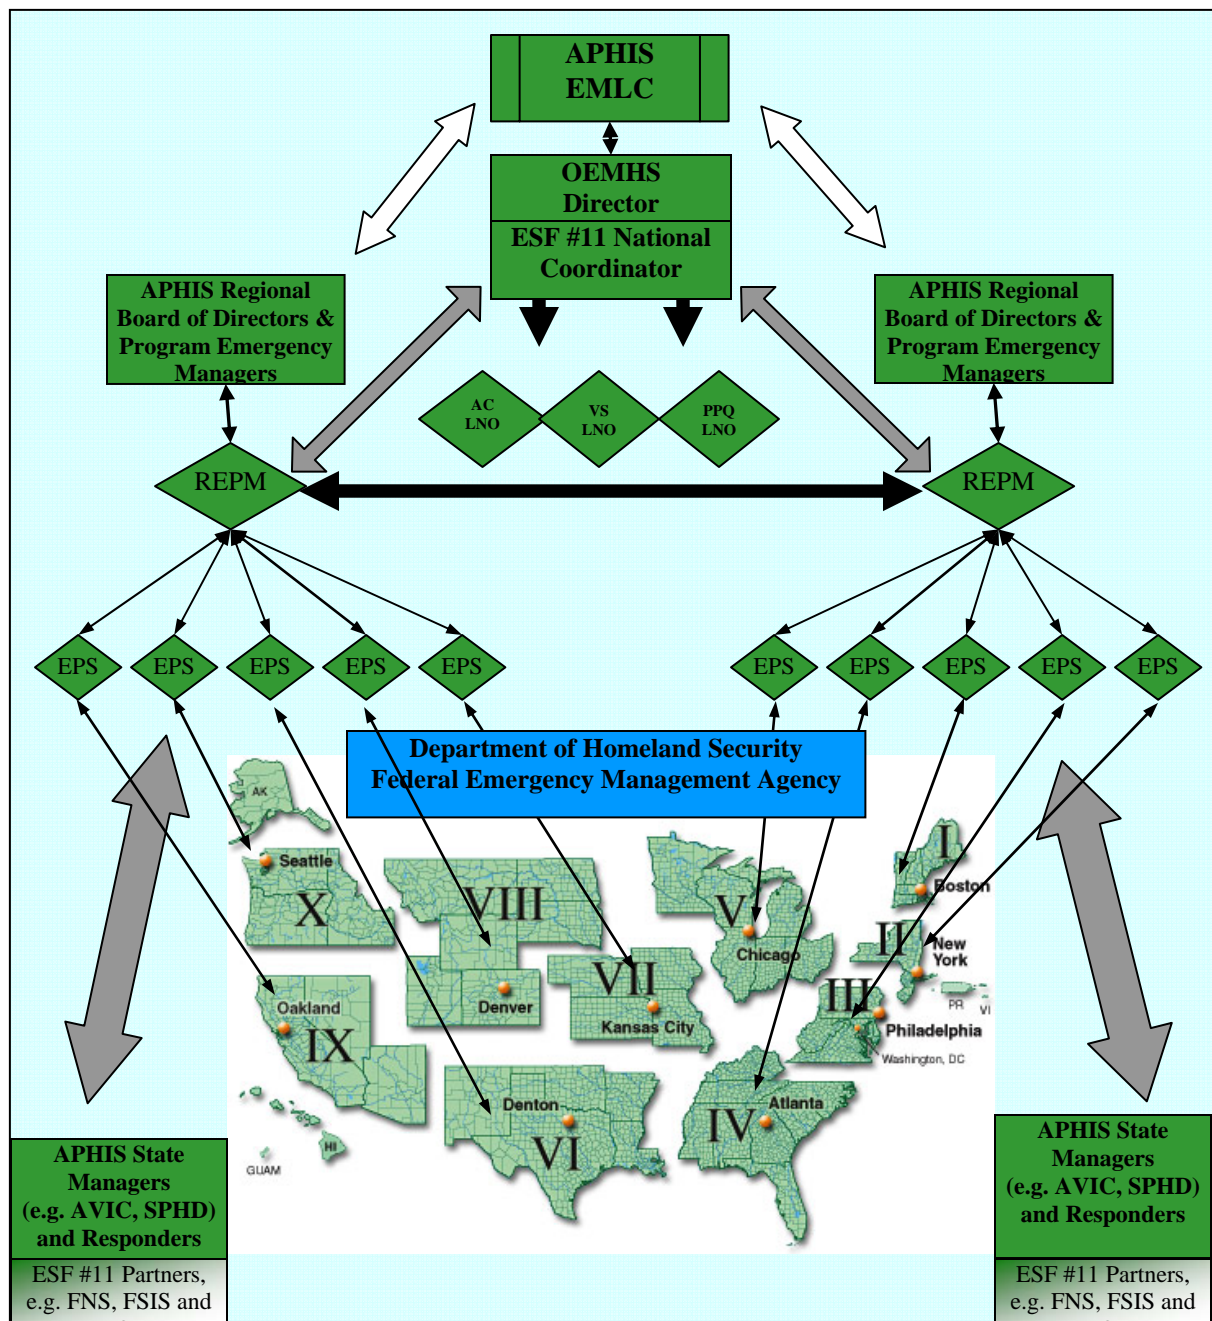 APHIS
EMLC
OEMHS
Director
ESF #11 National
Coordinator
APHIS Regional
Board of Directors &
Program Emergency
Managers
APHIS Regional
Board of Directors &
Program Emergency
Managers
AC
LNO
VS
LNO
PPQ
LNO
REPM
REPM
EPS
EPS
EPS
EPS
EPS
EPS
EPS
EPS
EPS
EPS
Department of Homeland Security
Federal Emergency Management Agency
AK
Seattle
X
VIII
Denver
VII
Kansas City
V
Chicago
I
Boston
II
New
York
PR
VI
III
Philadelphia
Washington, DC
Oakland
IX
Denton
VI
IV
Atlanta
GUAM
HI
APHIS State
Managers
(e.g. AVIC, SPHD)
and Responders
ESF #11 Partners,
e.g. FNS, FSIS and
APHIS State
Managers
(e.g. AVIC, SPHD)
and Responders
ESF #11 Partners,
e.g. FNS, FSIS and